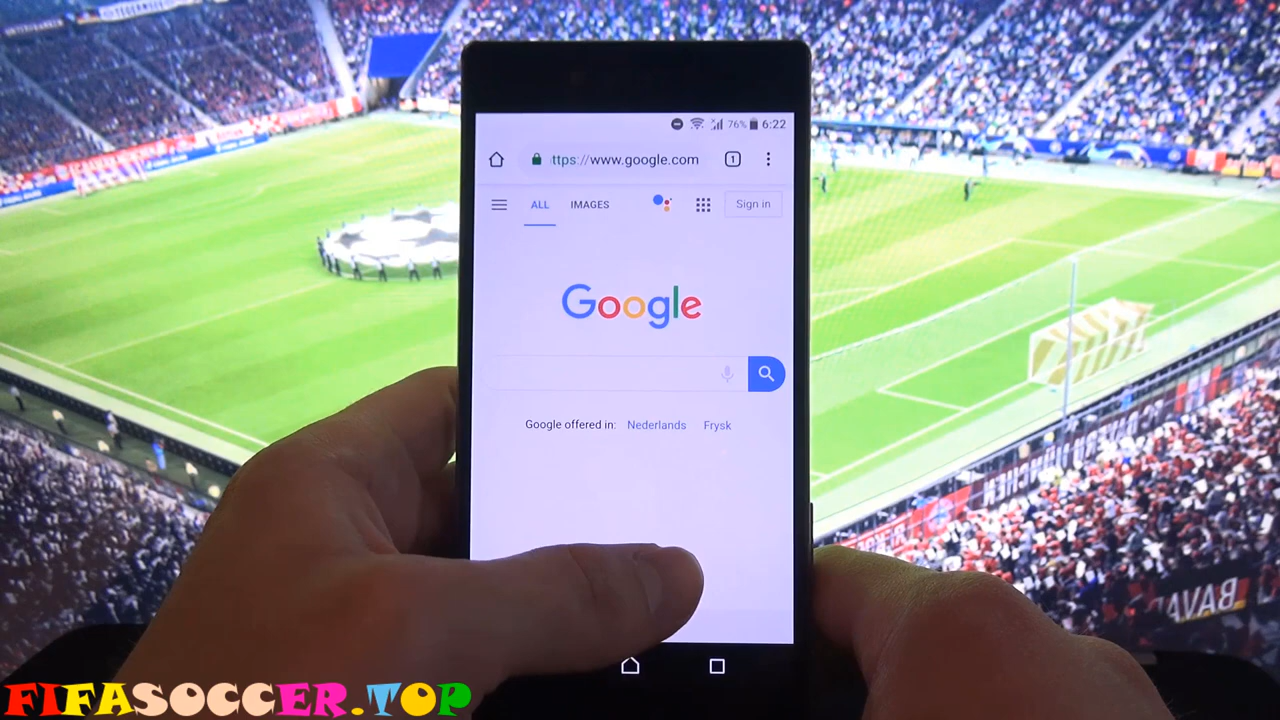 76% 6:22
ttps://www.google.com 1
ALL IMAGES Sign in
Google
Google offered in: Nederlands Frysk
BAVA
FIFASOCCER.TOP